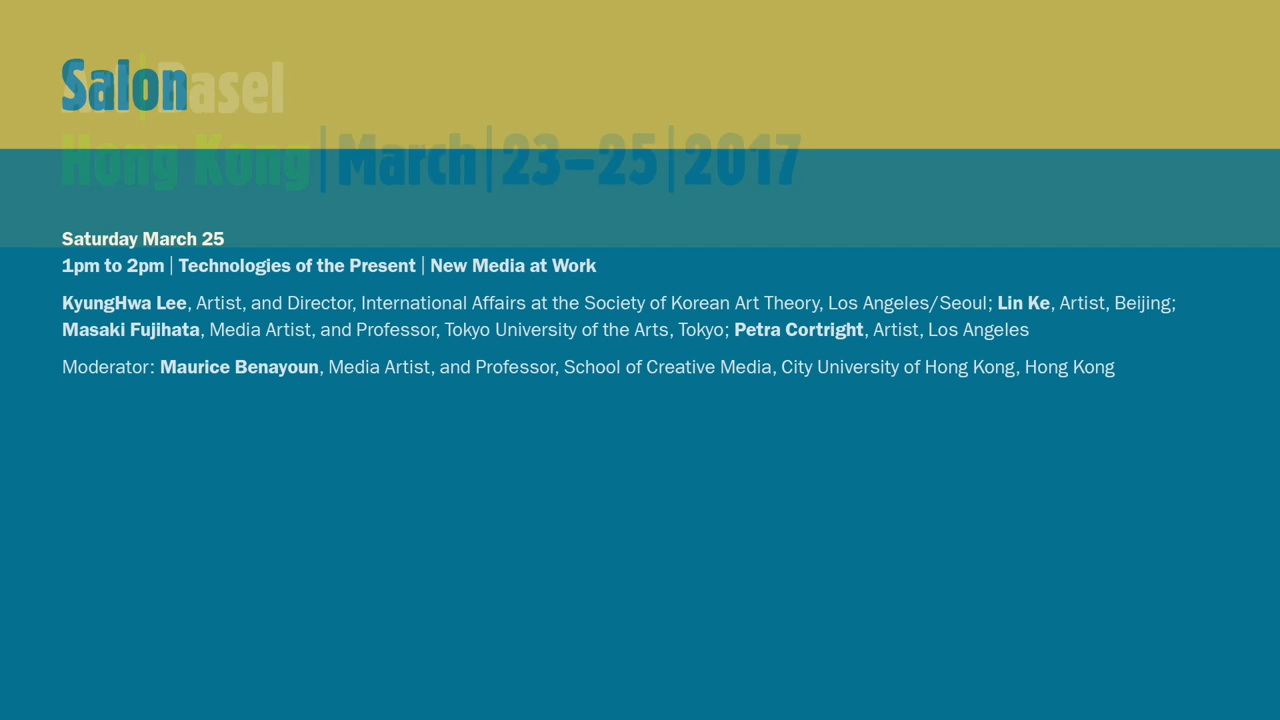 Salon
Basel
Hong Kong|March|23–25|2017
Saturday March 25
1pm to 2pm | Technologies of the Present | New Media at Work
KyungHwa Lee, Artist, and Director, International Affairs at the Society of Korean Art Theory, Los Angeles/Seoul; Lin Ke, Artist, Beijing;
Masaki Fujihata, Media Artist, and Professor, Tokyo University of the Arts, Tokyo; Petra Cortright, Artist, Los Angeles
Moderator: Maurice Benayoun, Media Artist, and Professor, School of Creative Media, City University of Hong Kong, Hong Kong